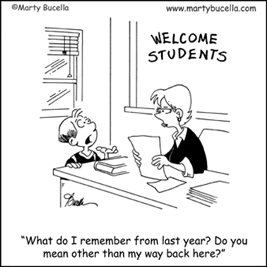 ©Marty Bucella www.martybucella.com
WELCOME
STUDENTS
"What do I remember from last year? Do you
mean other than my way back here?"